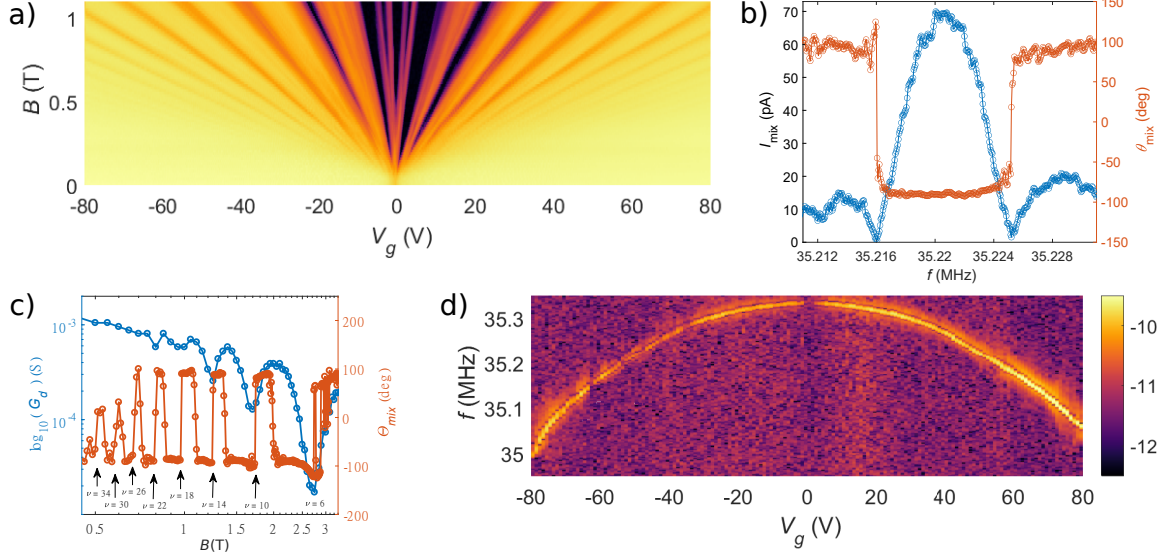 a)
B (T)
1
0.5
0
-80 -60 -40 -20 0 20 40 60 80
V_g (V)
b)
I_mix (pA)
70
60
50
40
30
20
10
0
150
100
50
0
-50
-100
-150
θ_mix (deg)
35.212 35.216 35.22 35.224 35.228
f (MHz)
c)
log₁₀( G_d ) (S)
10⁻³
10⁻⁴
200
100
0
-100
-200
Θ_mix (deg)
ν = 34
ν = 30
ν = 26
ν = 22
ν = 18
ν = 14
ν = 10
ν = 6
0.5 1 1.5 2 2.5 3
B(T)
d)
f (MHz)
35.3
35.2
35.1
35
-80 -60 -40 -20 0 20 40 60 80
V_g (V)
-10
-11
-12